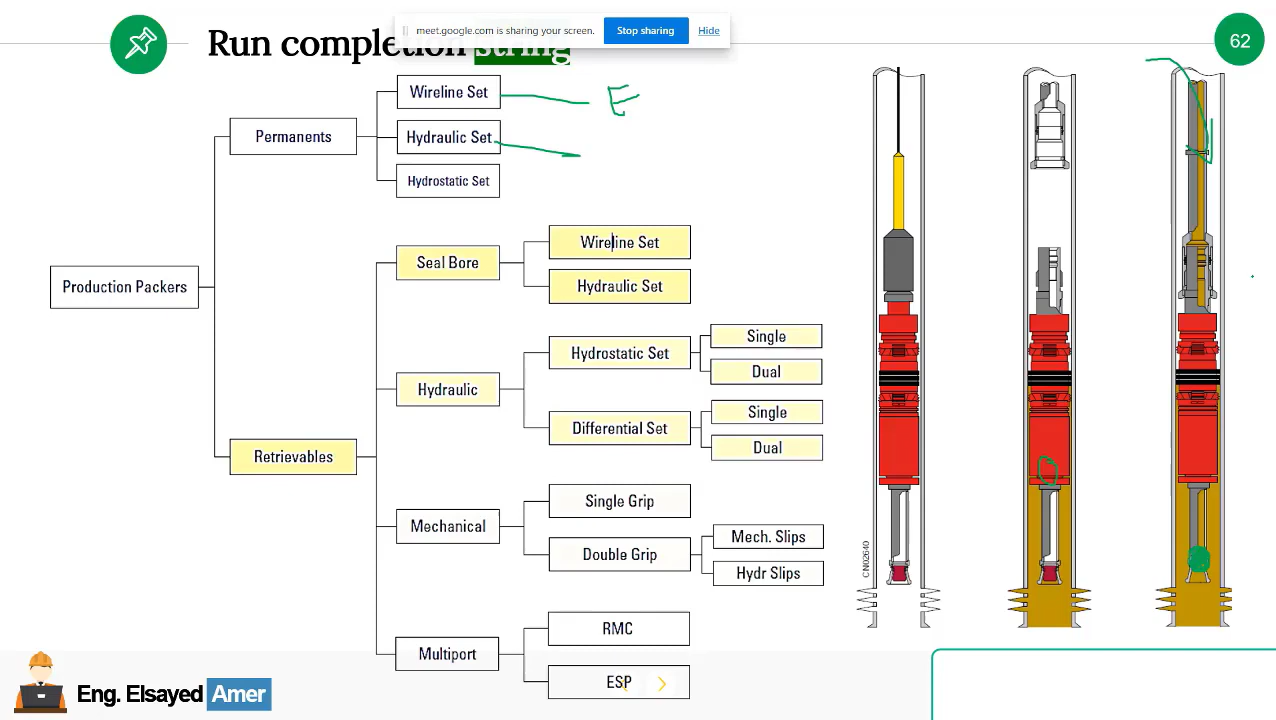 meet.google.com is sharing your screen.
Stop sharing
Hide
Run completion string
62
Wireline Set
E
Permanents
Hydraulic Set
Hydrostatic Set
Wireline Set
Seal Bore
Hydraulic Set
Production Packers
Single
Hydrostatic Set
Dual
Hydraulic
Single
Differential Set
Dual
Retrievables
Single Grip
Mechanical
Mech. Slips
Double Grip
Hydr Slips
CN02640
RMC
Multiport
ESP
Eng. Elsayed Amer